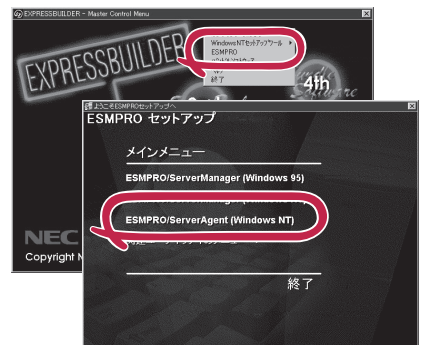 EXPRESSBUILDER - Master Control Menu
EXPRESSBUILDER
WindowsNTセットアップツール
ESMPRO
終了
4th
ようこそESMPROセットアップへ
ESMPRO セットアップ
メインメニュー
ESMPRO/ServerManager (Windows 95)
ESMPRO/ServerAgent (Windows NT)
終了
NEC
Copyright N